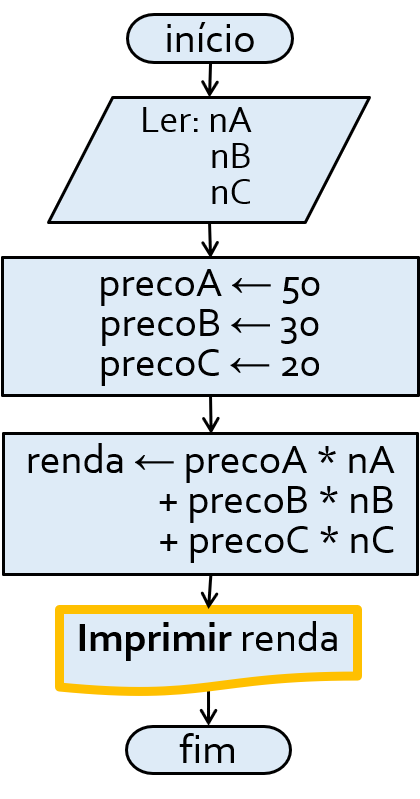 início
Ler: nA
nB
nC
precoA ← 50
precoB ← 30
precoC ← 20
renda ← precoA * nA
+ precoB * nB
+ precoC * nC
Imprimir renda
fim